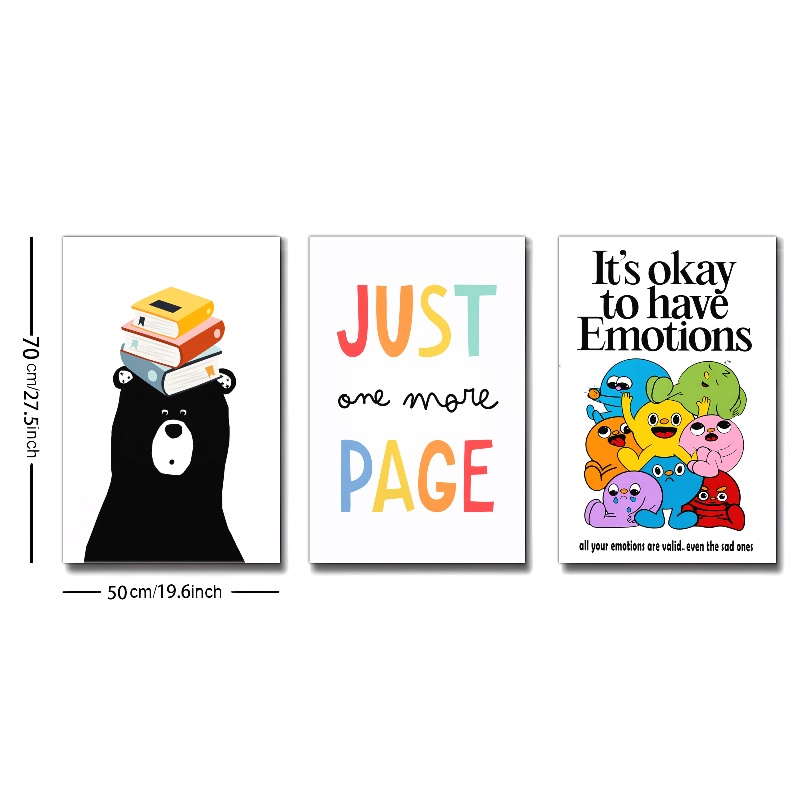 70cm/27.5inch
50cm/19.6inch
JUST
one more
PAGE
It's okay
to have
Emotions
all your emotions are valid.. even the sad ones